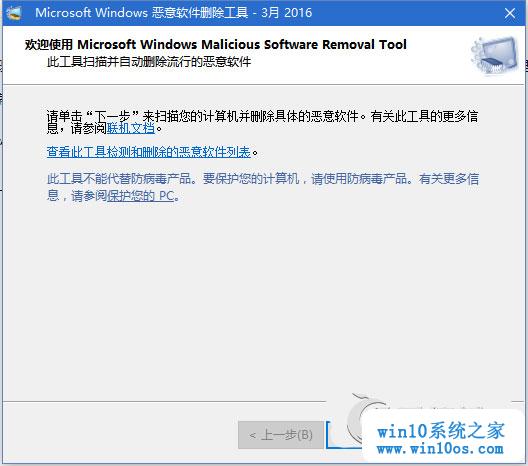 Microsoft Windows 恶意软件删除工具 - 3月 2016
欢迎使用 Microsoft Windows Malicious Software Removal Tool
此工具扫描并自动删除流行的恶意软件
请单击“下一步”来扫描您的计算机并删除具体的恶意软件。有关此工具的更多信
息，请参阅联机文档。
查看此工具检测和删除的恶意软件列表。
此工具不能代替防病毒产品。要保护您的计算机，请使用防病毒产品。有关更多信
息，请参阅保护您的 PC。
< 上一步(B)
win10系统之家
www.win10os.com